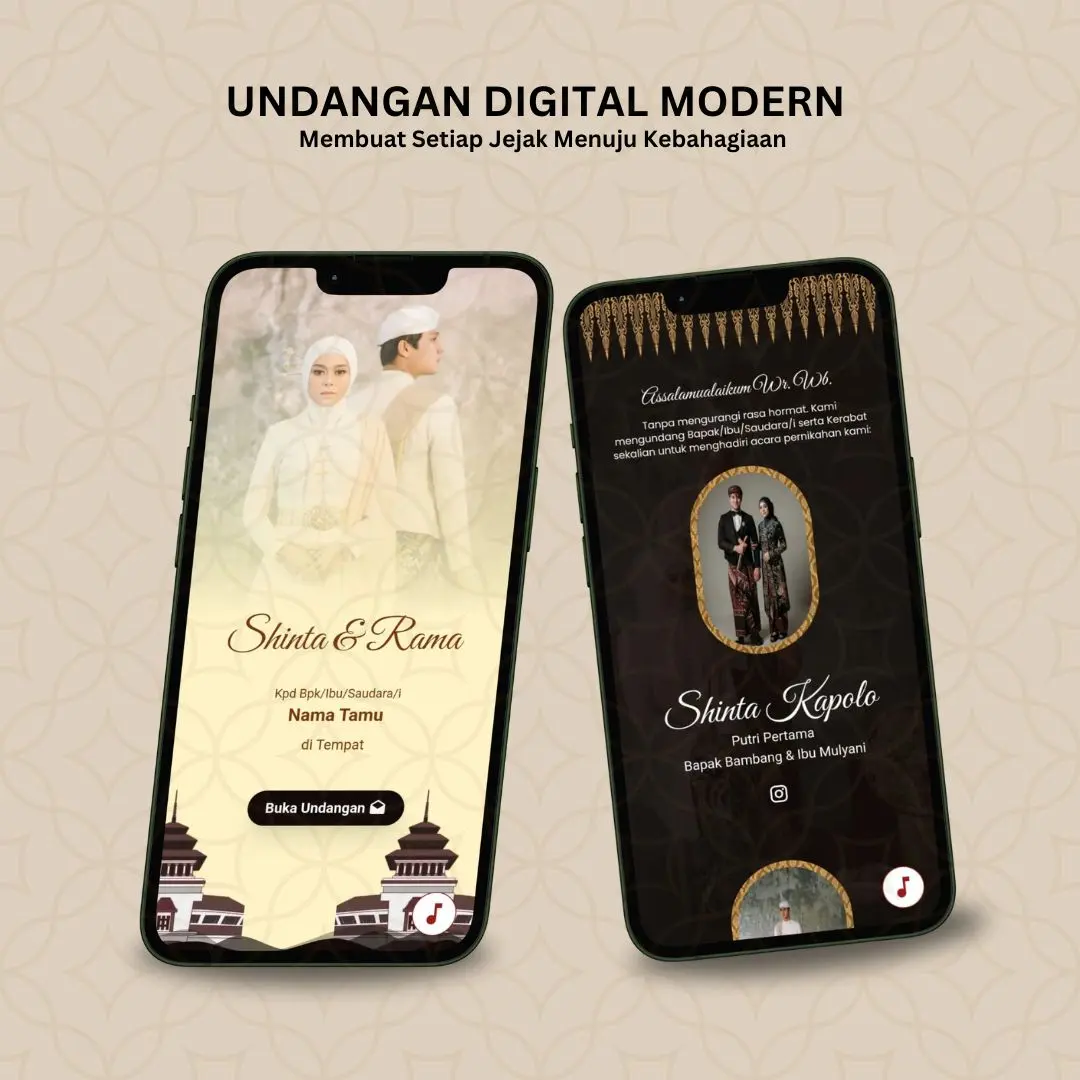 UNDANGAN DIGITAL MODERN
Membuat Setiap Jejak Menuju Kebahagiaan
Shinta & Rama
Kpd Bpk/Ibu/Saudara/i
Nama Tamu
di Tempat
Buka Undangan
Assalamualaikum Wr. Wb.
Tanpa mengurangi rasa hormat. Kami
mengundang Bapak/Ibu/Saudara/i serta Kerabat
sekalian untuk menghadiri acara pernikahan kami:
Shinta Kapolo
Putri Pertama
Bapak Bambang & Ibu Mulyani